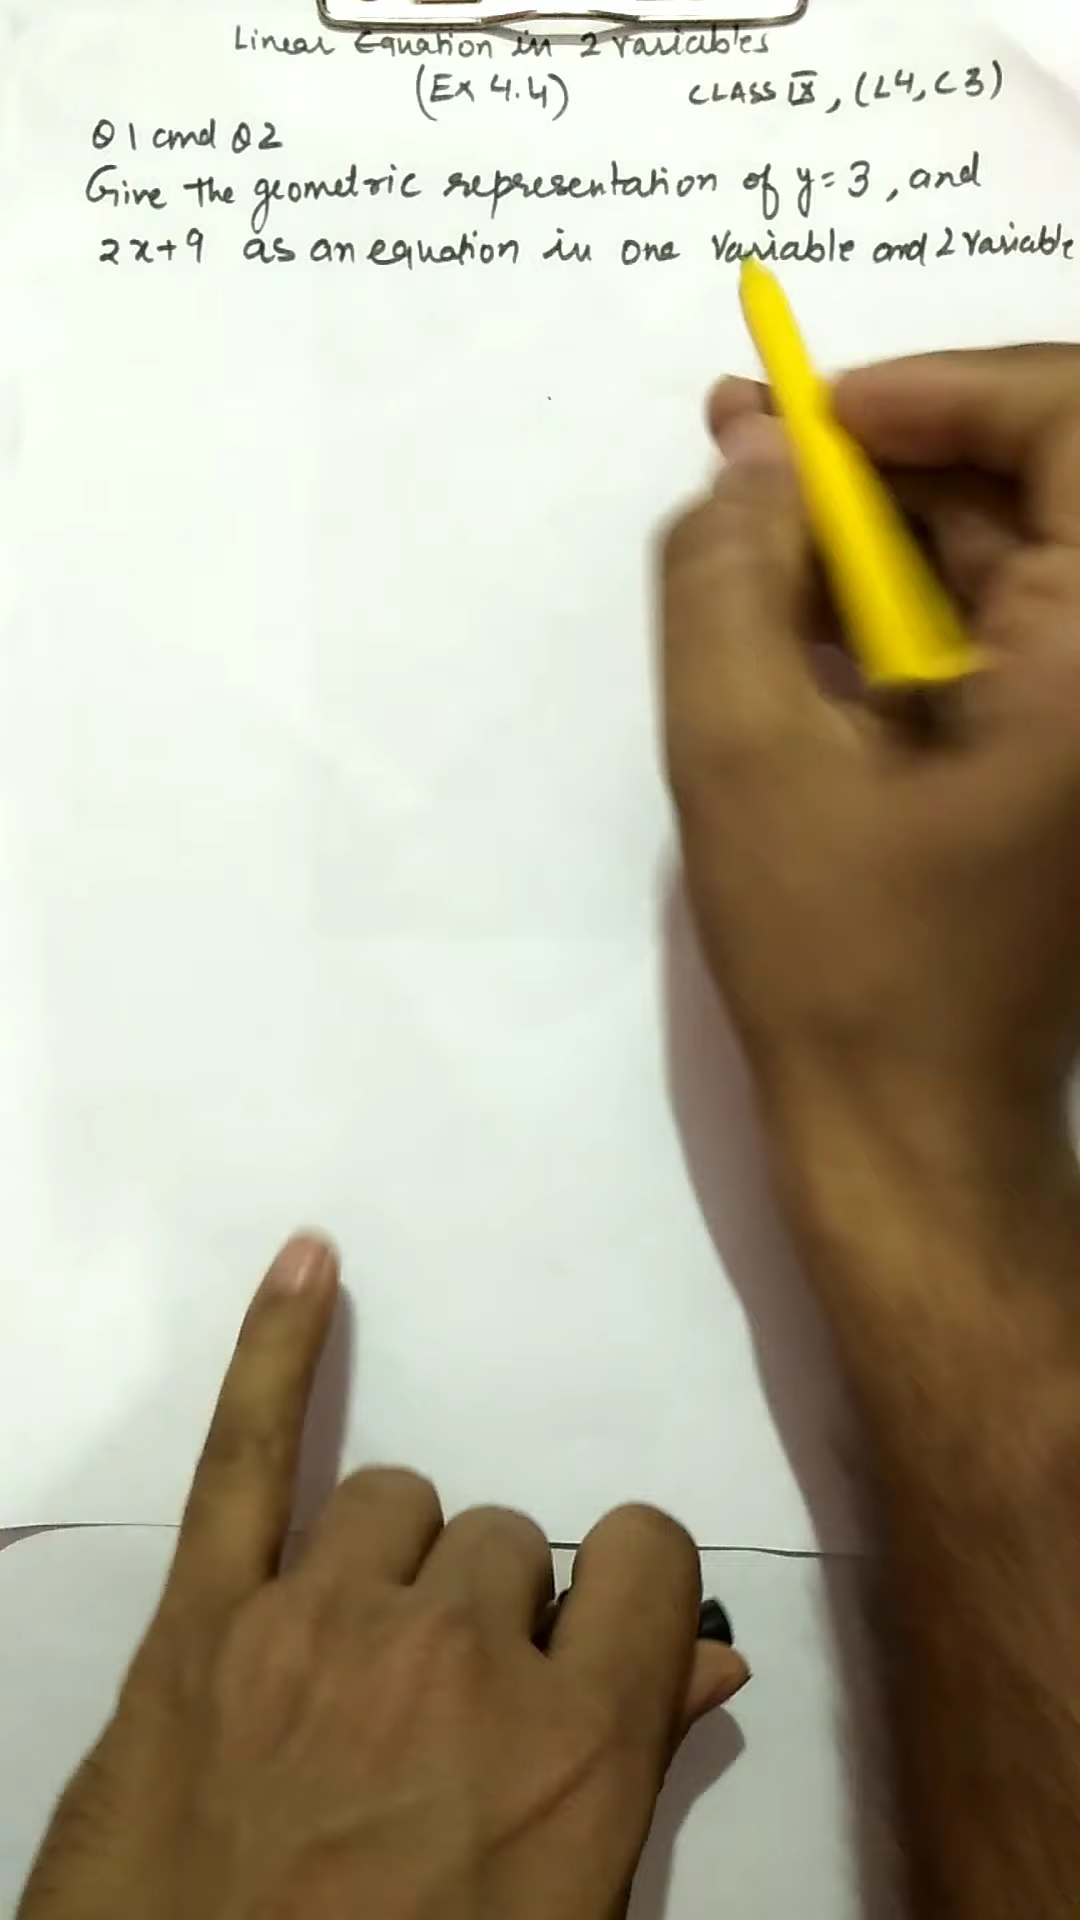 Linear Equation in 2 variables
(Ex 4.4) CLASS IX, (L4, C3)
Q1 and Q2
Give the geometric representation of y=3, and
2x+9 as an equation in one variable and 2 variable